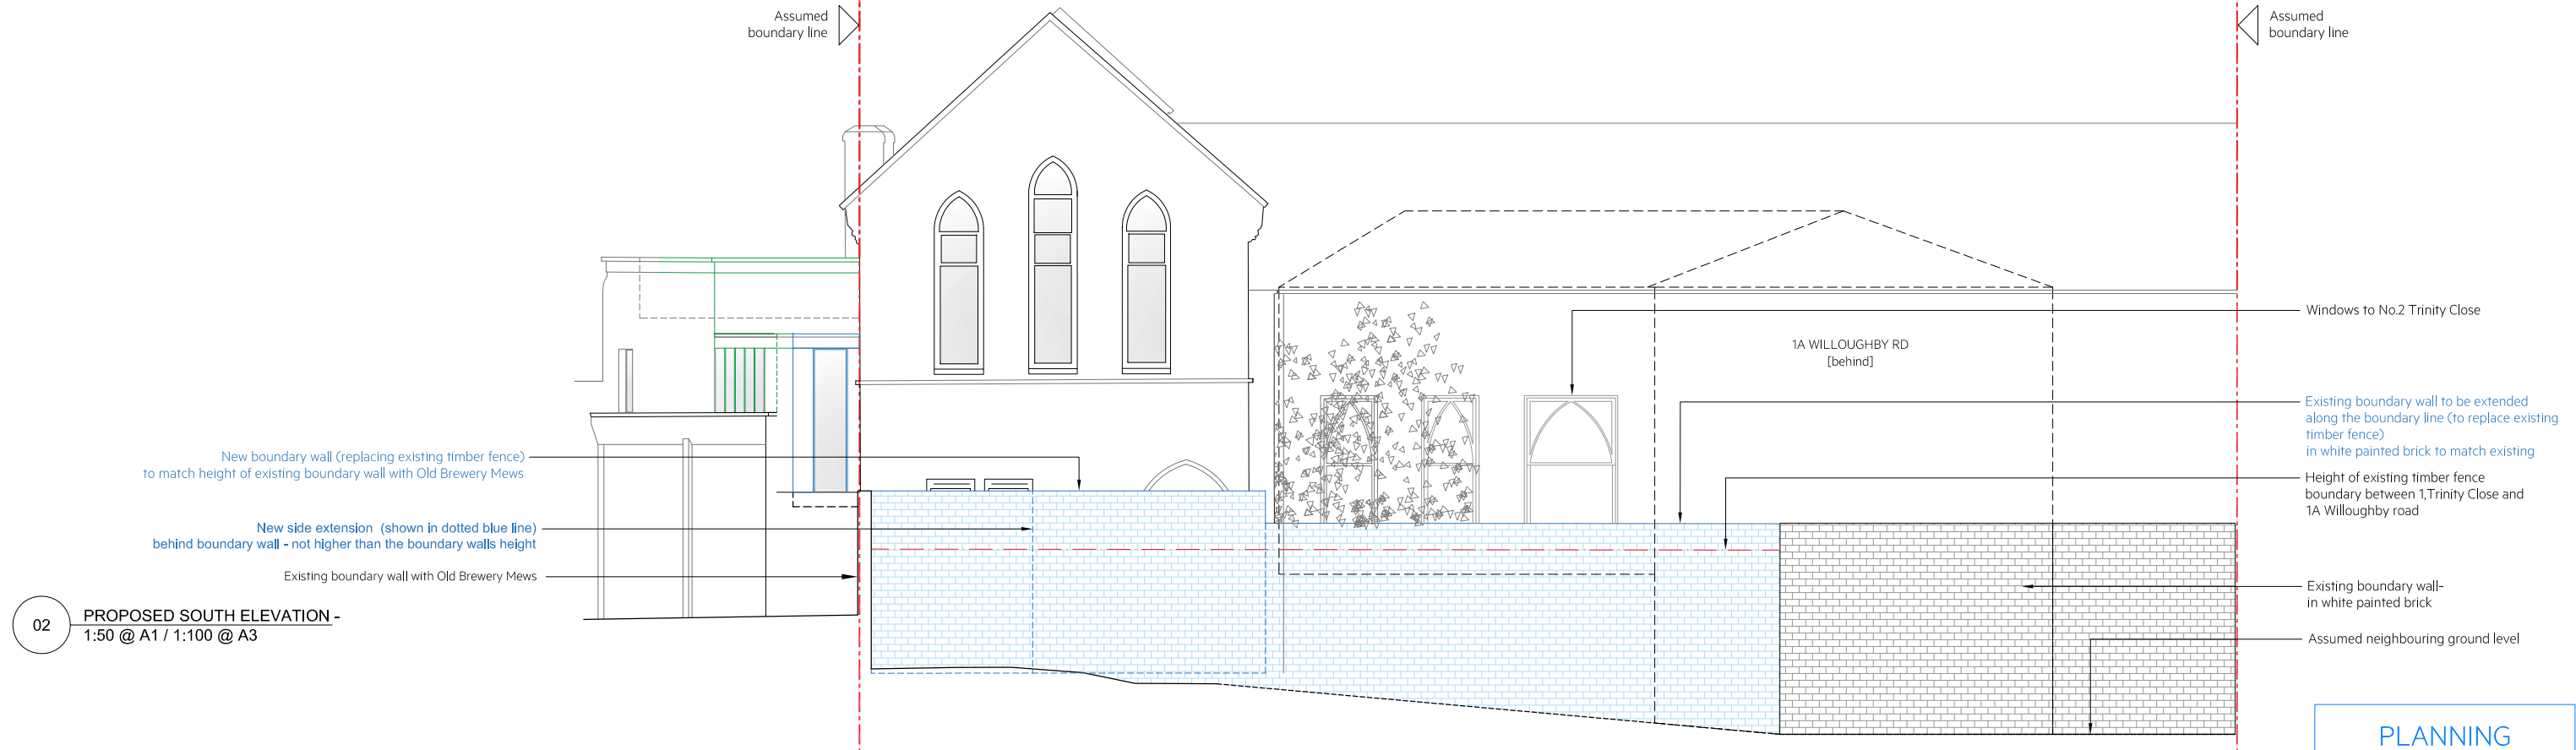 Assumed
boundary line
Assumed
boundary line
Windows to No.2 Trinity Close
1A WILLOUGHBY RD
[behind]
Existing boundary wall to be extended
along the boundary line (to replace existing
timber fence)
in white painted brick to match existing
New boundary wall (replacing existing timber fence)
to match height of existing boundary wall with Old Brewery Mews
Height of existing timber fence
boundary between 1,Trinity Close and
1A Willoughby road
New side extension (shown in dotted blue line)
behind boundary wall - not higher than the boundary walls height
Existing boundary wall with Old Brewery Mews
Existing boundary wall-
in white painted brick
02
PROPOSED SOUTH ELEVATION -
1:50 @ A1 / 1:100 @ A3
Assumed neighbouring ground level
PLANNING